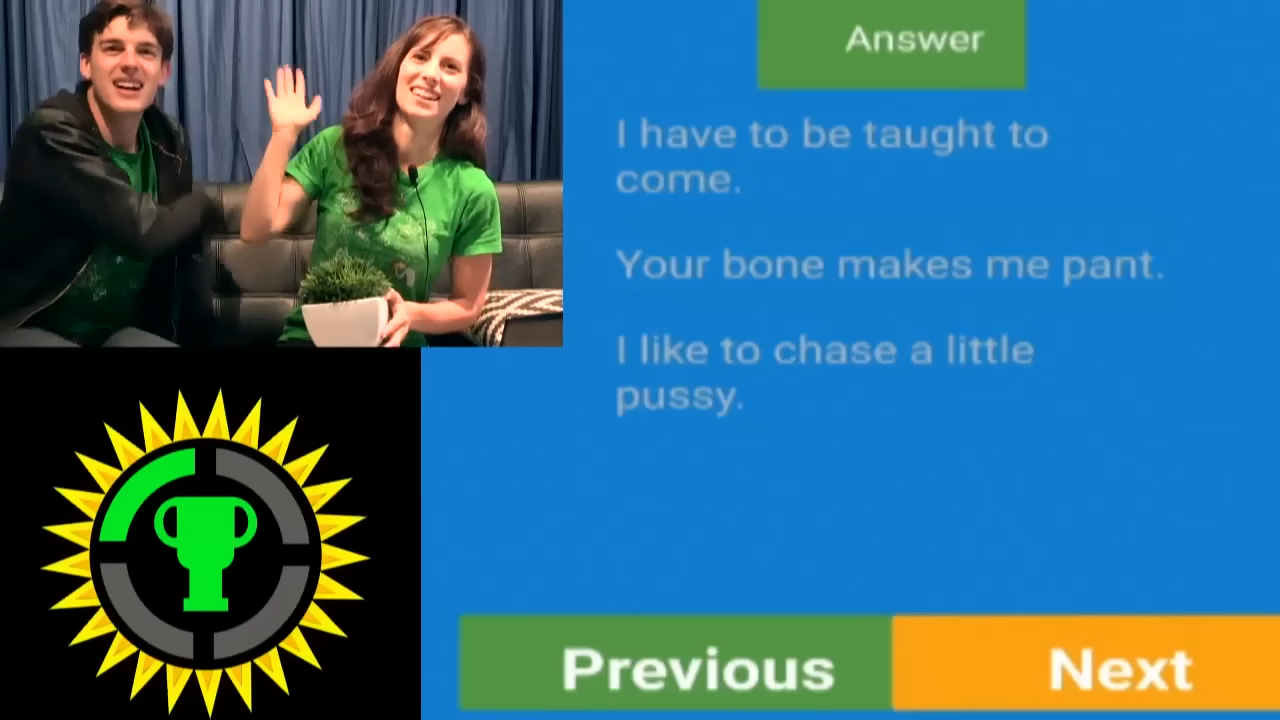 Answer
I have to be taught to
come.
Your bone makes me pant.
I like to chase a little
pussy.
Previous
Next